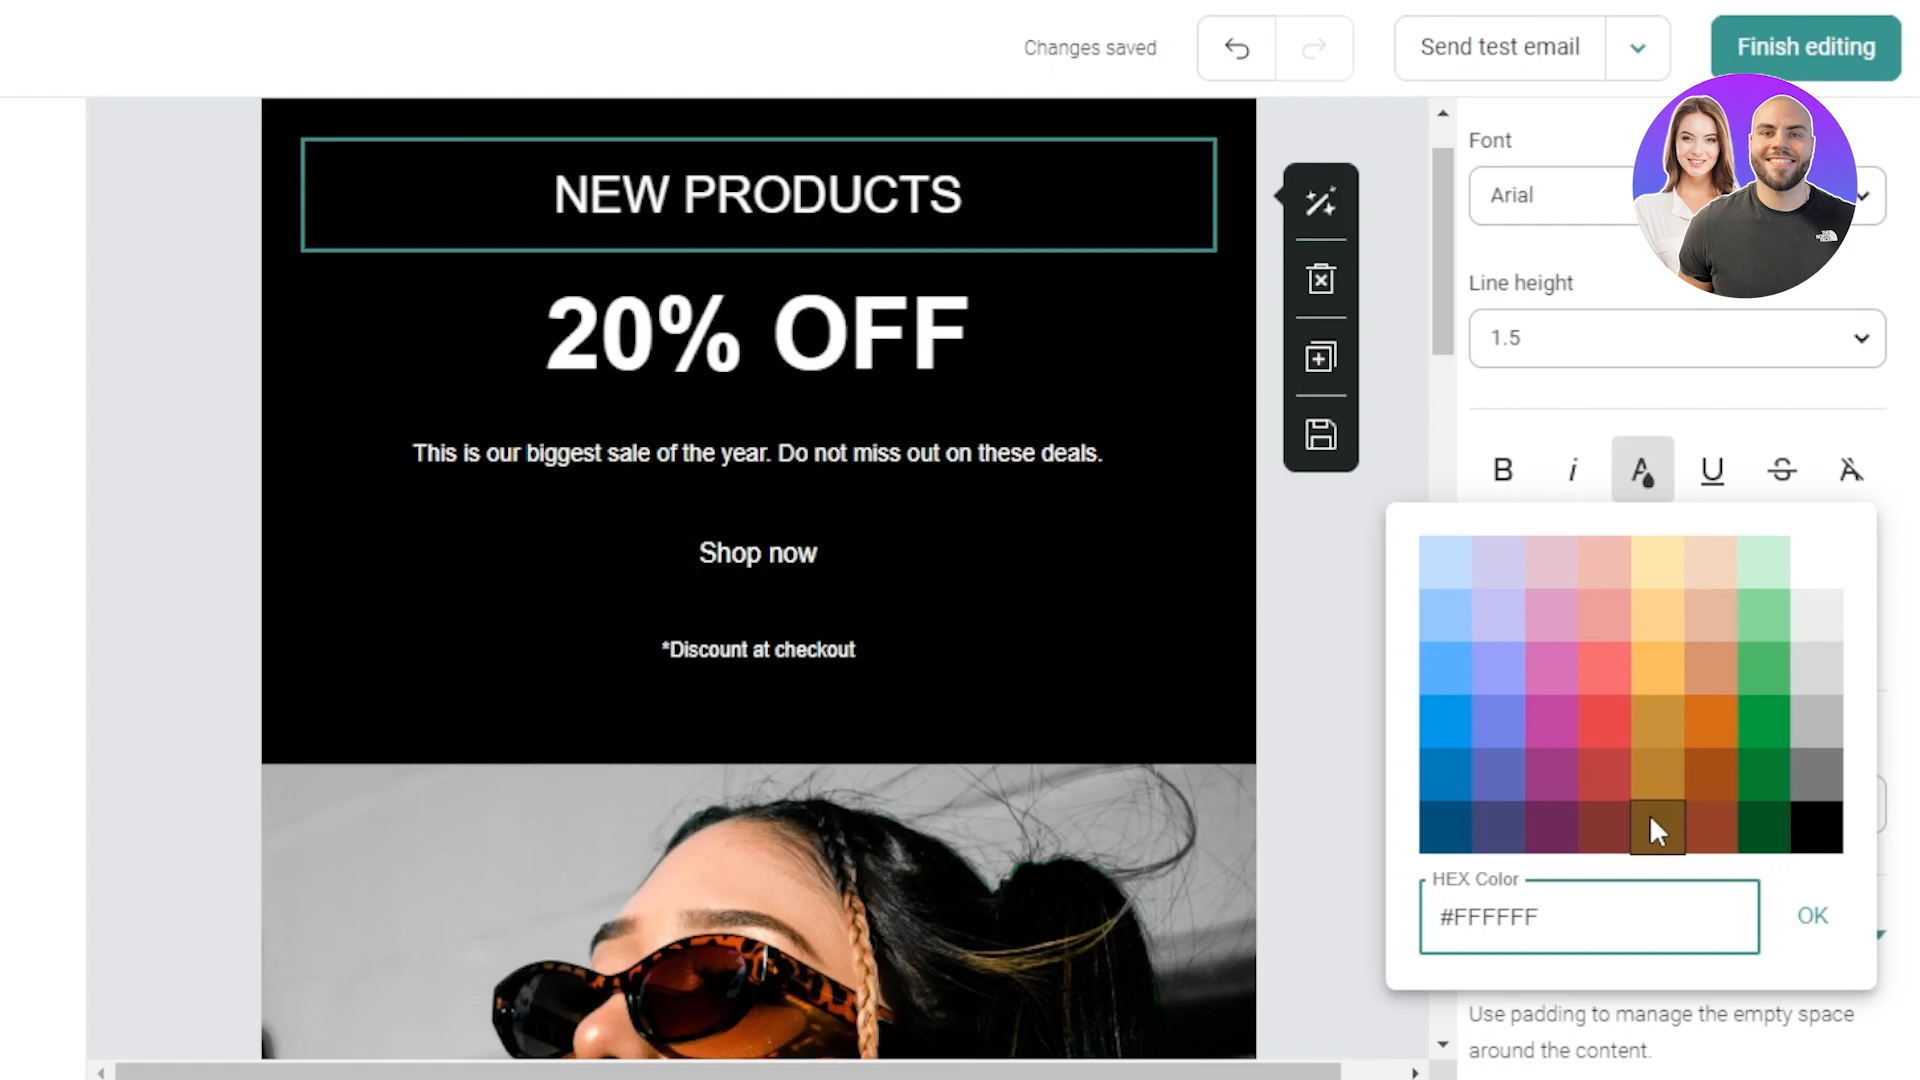 Changes saved
Send test email
Finish editing
NEW PRODUCTS
20% OFF
This is our biggest sale of the year. Do not miss out on these deals.
Shop now
*Discount at checkout
Font
Arial
Line height
1.5
B i A U S A
HEX Color
#FFFFFF
OK
Use padding to manage the empty space
around the content.